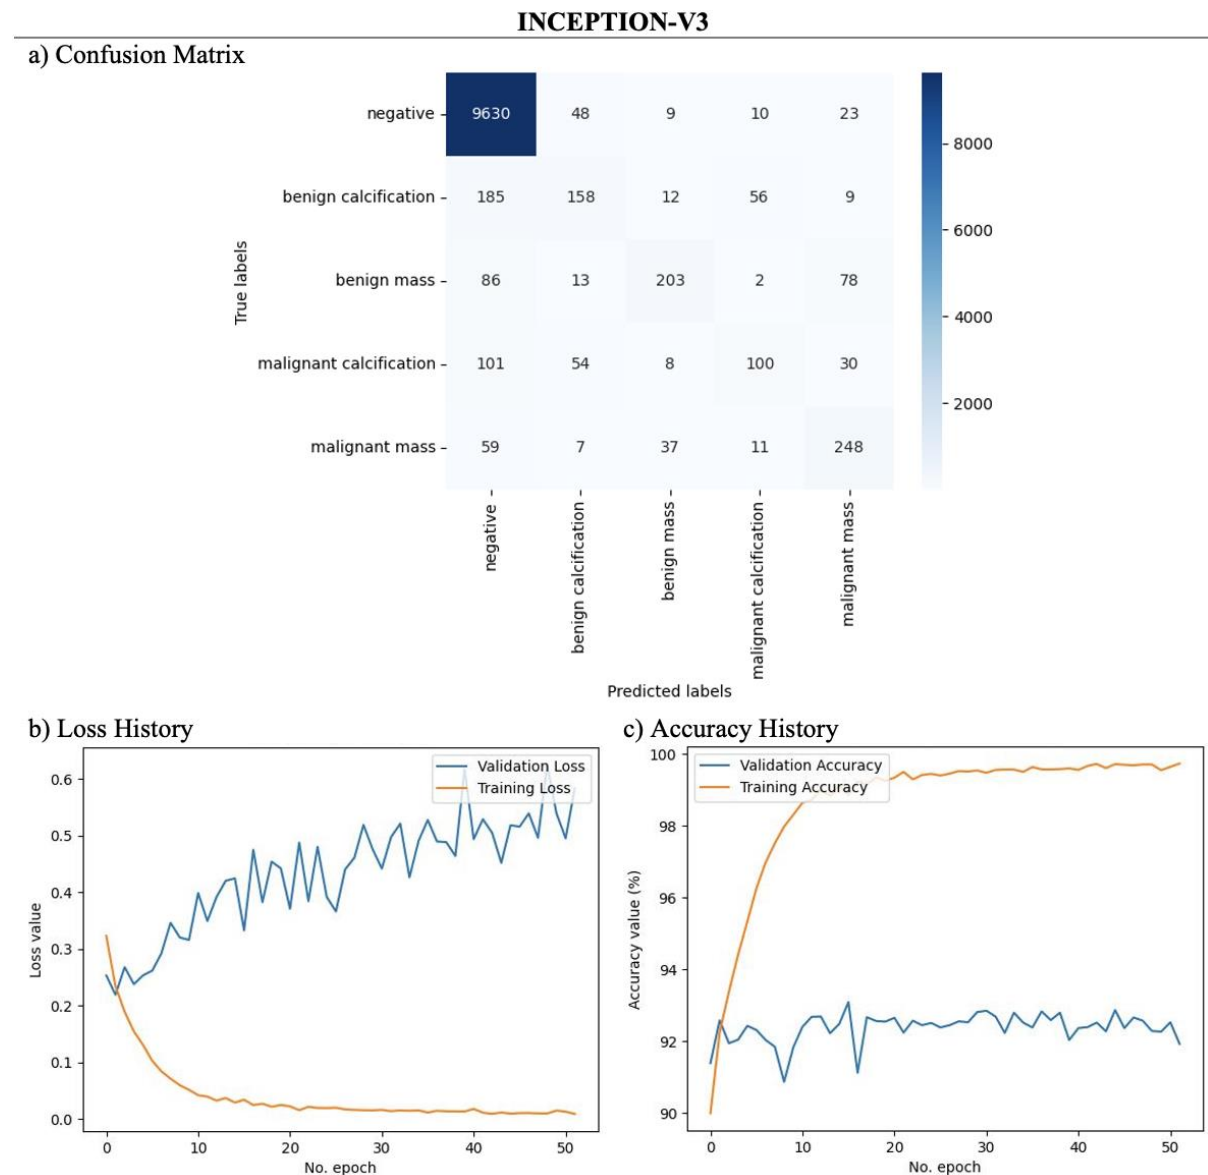 INCEPTION-V3
a) Confusion Matrix
True labels
negative 9630 48 9 10 23
benign calcification 185 158 12 56 9
benign mass 86 13 203 2 78
malignant calcification 101 54 8 100 30
malignant mass 59 7 37 11 248
8000
6000
4000
2000
negative
benign calcification
benign mass
malignant calcification
malignant mass
Predicted labels
b) Loss History
Validation Loss
Training Loss
Loss value
0.6
0.5
0.4
0.3
0.2
0.1
0.0
0 10 20 30 40 50
No. epoch
c) Accuracy History
Validation Accuracy
Training Accuracy
Accuracy value (%)
100
98
96
94
92
90
0 10 20 30 40 50
No. epoch